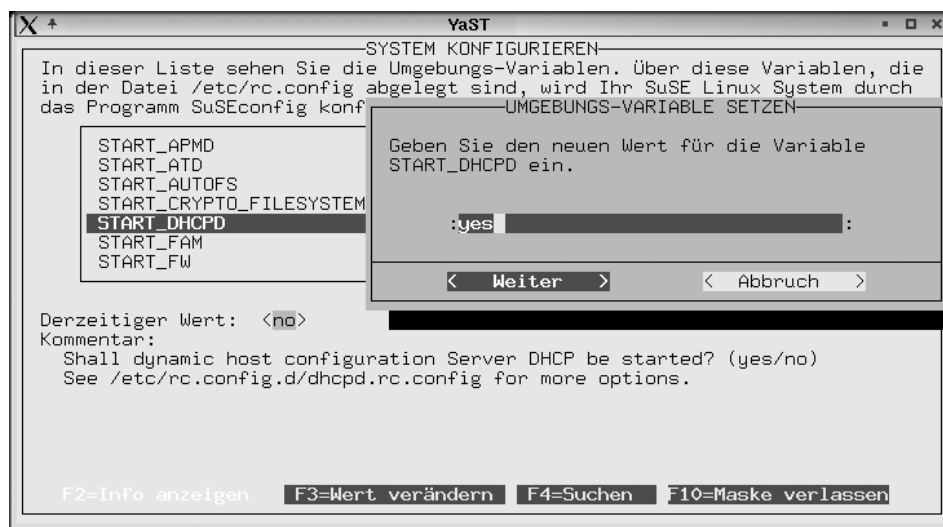 YaST
SYSTEM KONFIGURIEREN
In dieser Liste sehen Sie die Umgebungs-Variablen. Über diese Variablen, die
in der Datei /etc/rc.config abgelegt sind, wird Ihr SuSE Linux System durch
das Programm SuSEconfig konf
UMGEBUNGS-VARIABLE SETZEN
Geben Sie den neuen Wert für die Variable
START_DHCPD ein.
:yes :
< Weiter > < Abbruch >
START_APMD
START_ATD
START_AUTOFS
START_CRYPTO_FILESYSTEM
START_DHCPD
START_FAM
START_FW
Derzeitiger Wert: <no>
Kommentar:
Shall dynamic host configuration Server DHCP be started? (yes/no)
See /etc/rc.config.d/dhcpd.rc.config for more options.
F2=Info anzeigen F3=Wert verändern F4=Suchen F10=Maske verlassen